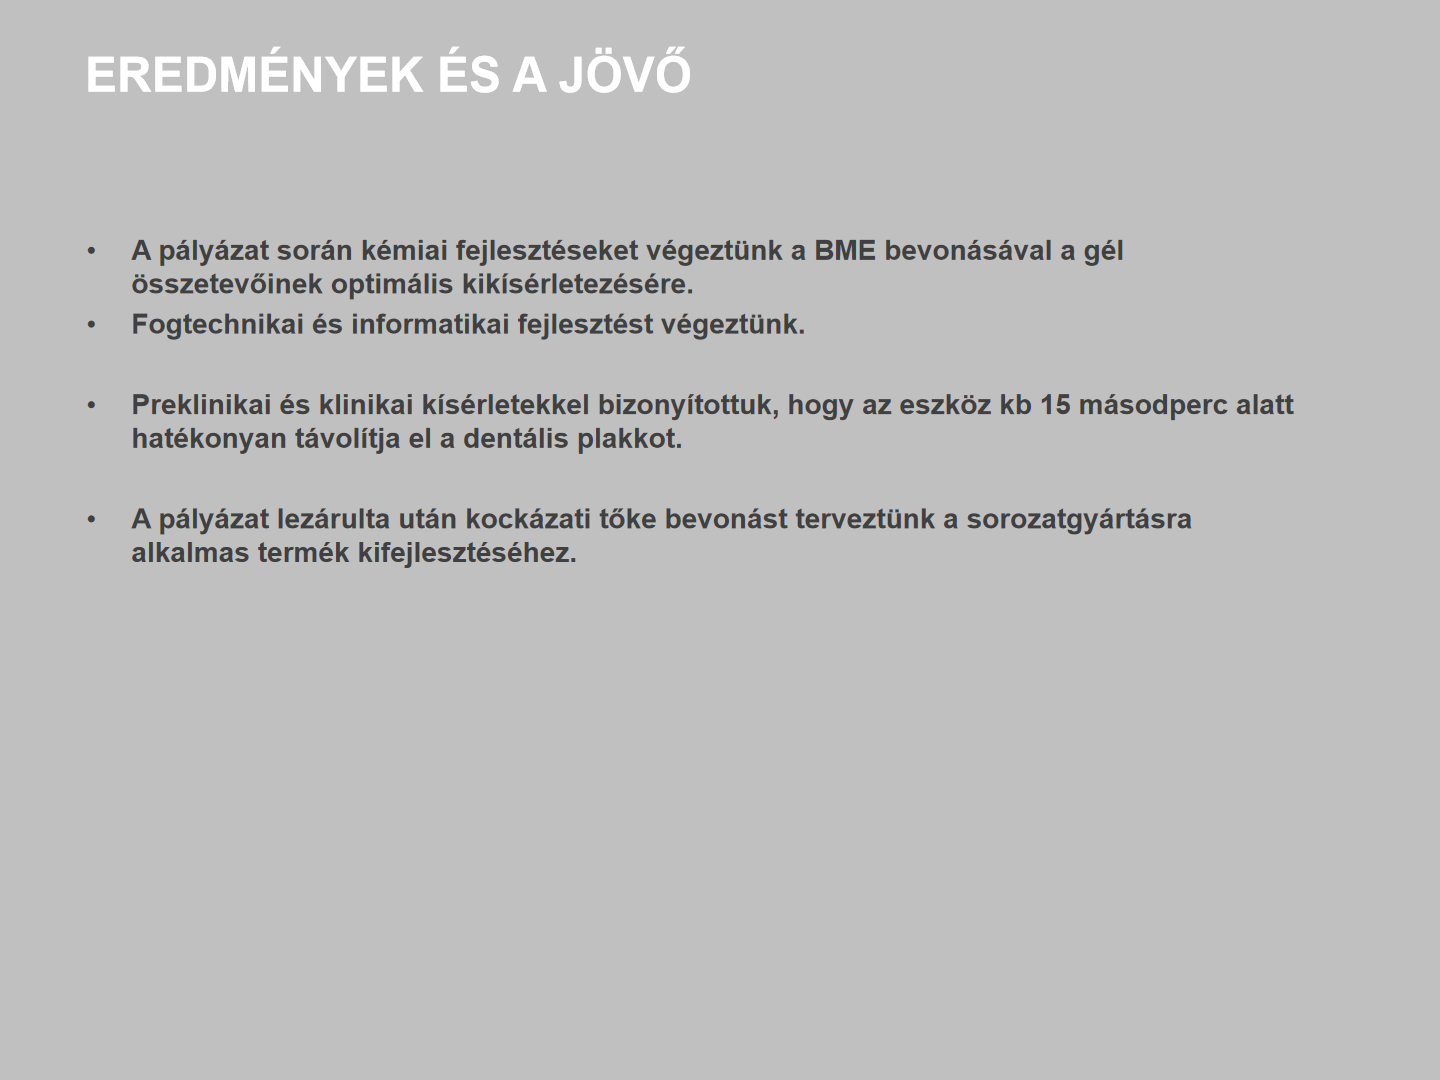 EREDMÉNYEK ÉS A JÖVŐ
• A pályázat során kémiai fejlesztéseket végeztünk a BME bevonásával a gél
összetevőinek optimális kikísérletezésére.
• Fogtechnikai és informatikai fejlesztést végeztünk.
• Preklinikai és klinikai kísérletekkel bizonyítottuk, hogy az eszköz kb 15 másodperc alatt
hatékonyan távolítja el a dentális plakkot.
• A pályázat lezárulta után kockázati tőke bevonást terveztünk a sorozatgyártásra
alkalmas termék kifejlesztéséhez.